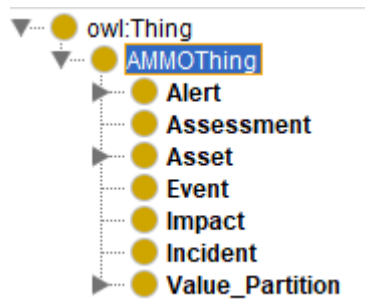 owl:Thing
AMMOThing
Alert
Assessment
Asset
Event
Impact
Incident
Value_Partition